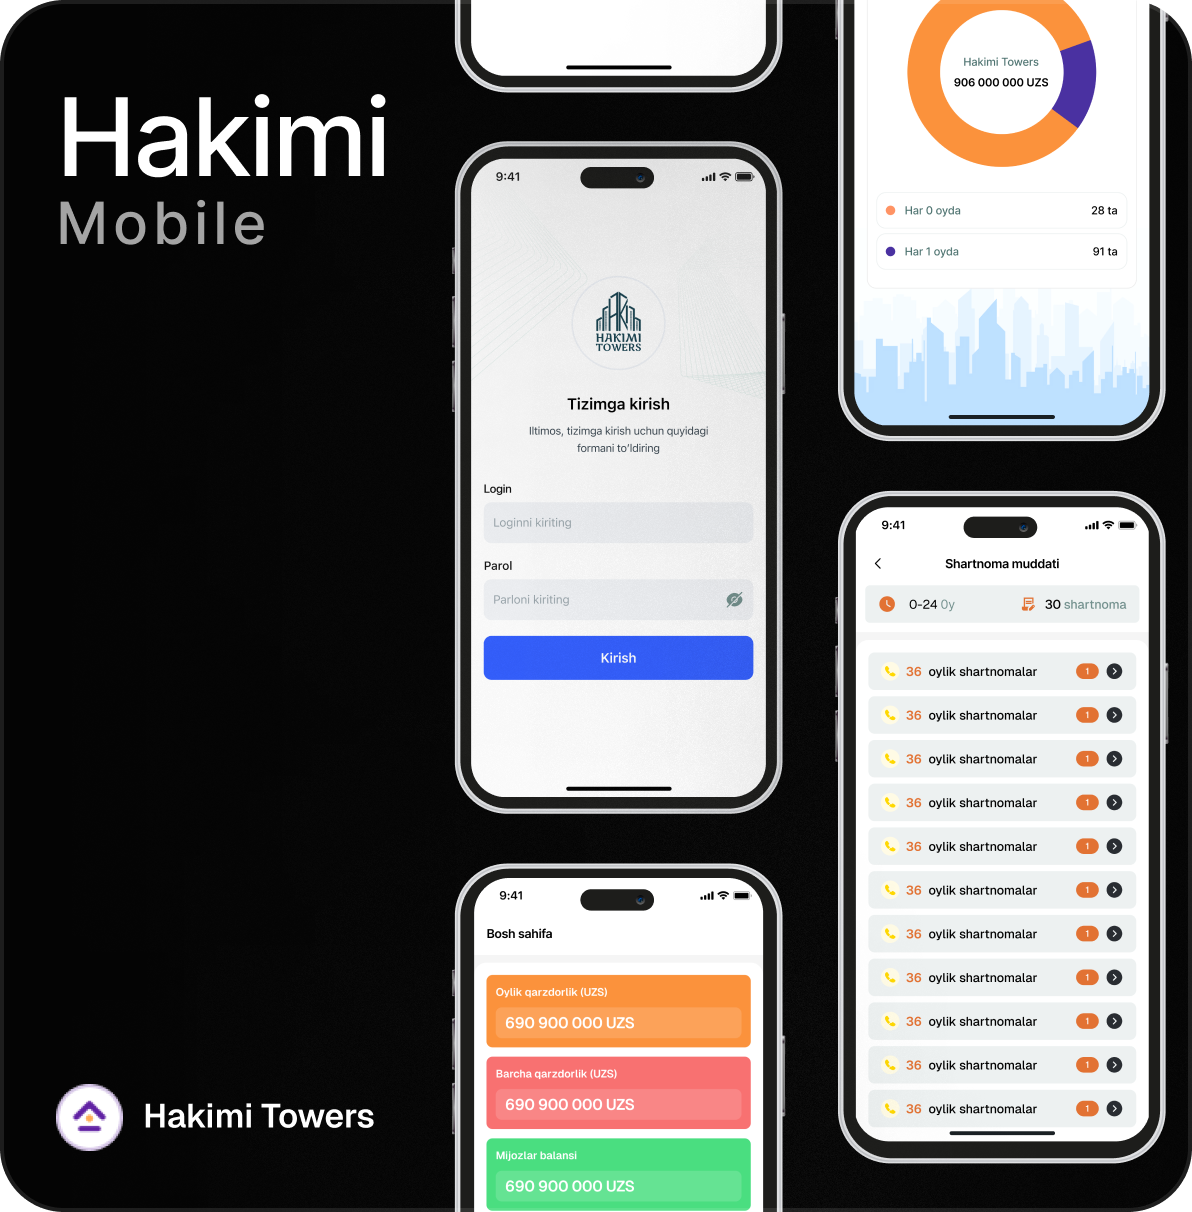 Hakimi
Mobile
Hakimi Towers
9:41
HAKIMI
TOWERS
Tizimga kirish
Iltimos, tizimga kirish uchun quyidagi
formani to'ldiring
Login
Loginni kiriting
Parol
Parloni kiriting
Kirish
9:41
Bosh sahifa
Oylik qarzdorlik (UZS)
690 900 000 UZS
Barcha qarzdorlik (UZS)
690 900 000 UZS
Mijozlar balansi
690 900 000 UZS
Hakimi Towers
906 000 000 UZS
Har 0 oyda 28 ta
Har 1 oyda 91 ta
9:41
Shartnoma muddati
0-24 0y 30 shartnoma
36 oylik shartnomalar 1
36 oylik shartnomalar 1
36 oylik shartnomalar 1
36 oylik shartnomalar 1
36 oylik shartnomalar 1
36 oylik shartnomalar 1
36 oylik shartnomalar 1
36 oylik shartnomalar 1
36 oylik shartnomalar 1
36 oylik shartnomalar 1
36 oylik shartnomalar 1